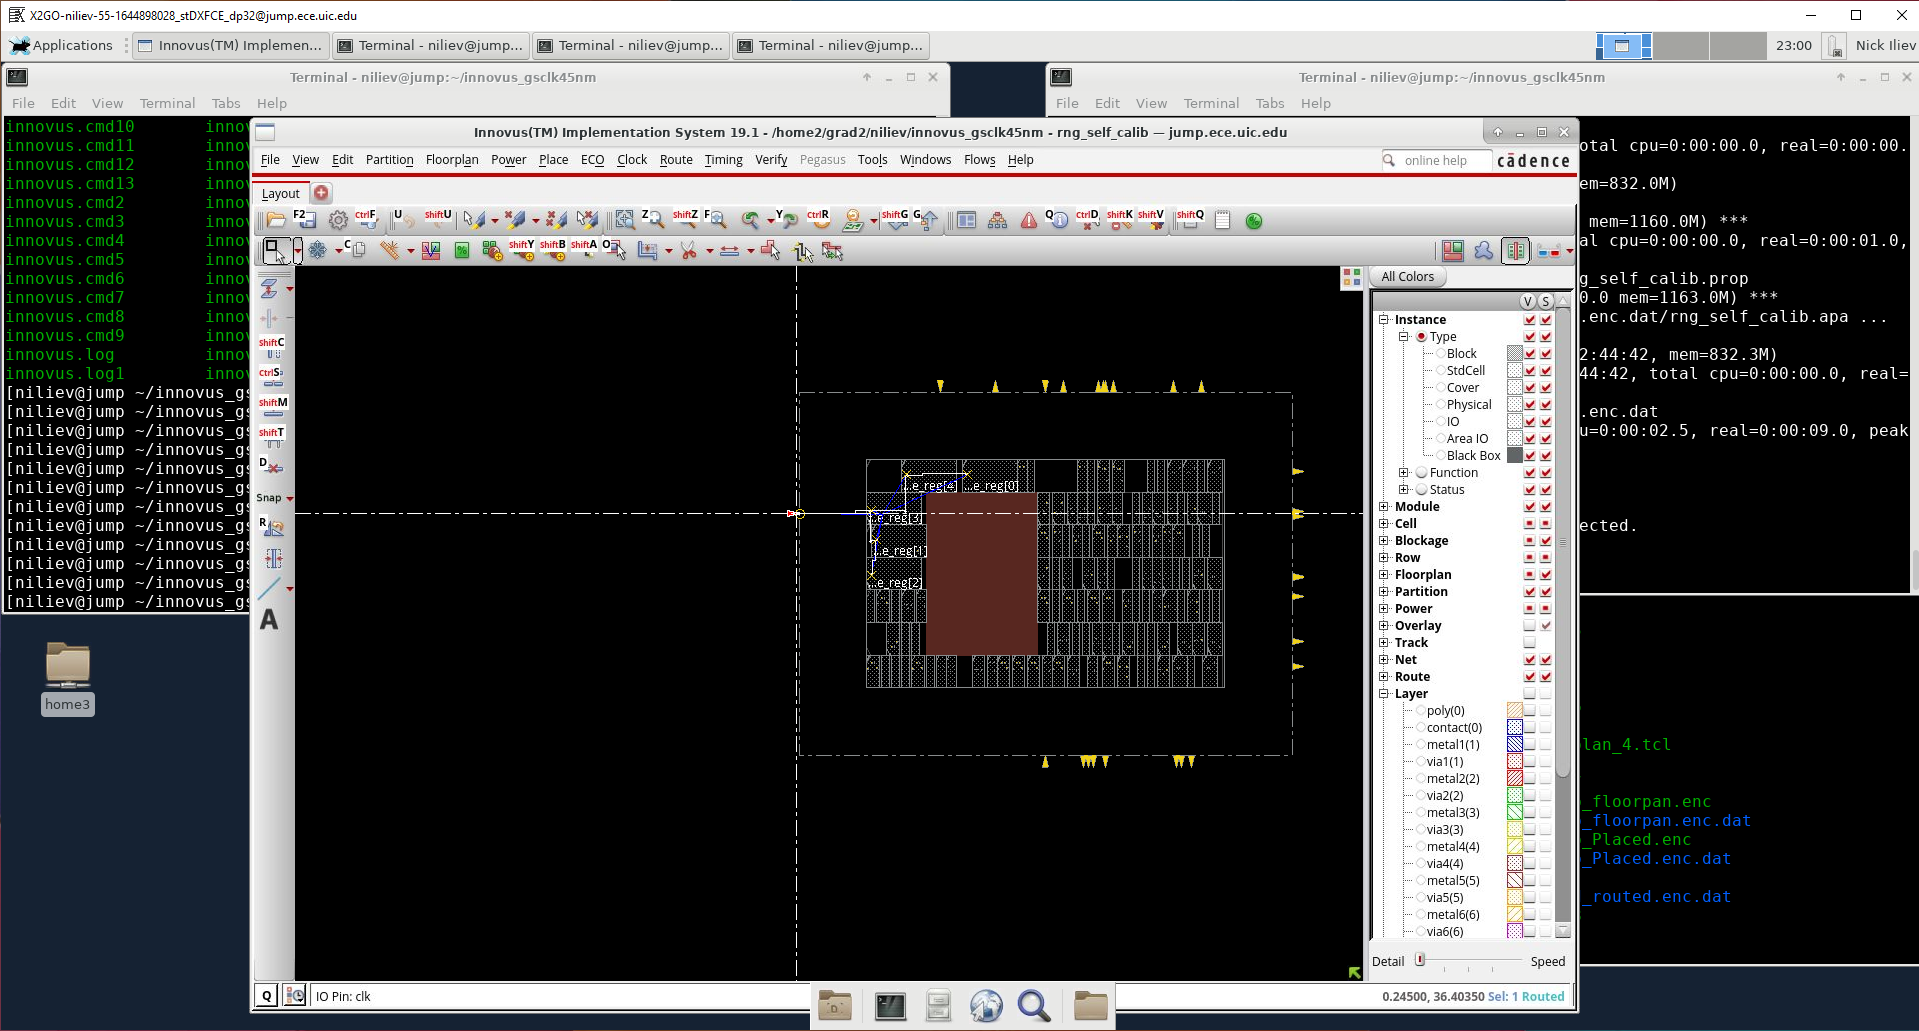 X2GO-niliev-55-1644898028_stDXFCE_dp32@jump.ece.uic.edu
Applications
Innovus(TM) Implemen...
Terminal - niliev@jump...
Terminal - niliev@jump...
Terminal - niliev@jump...
23:00
Nick Iliev
Terminal - niliev@jump:~/innovus_gsclk45nm
File Edit View Terminal Tabs Help
innovus.cmd10 innov
innovus.cmd11 innov
innovus.cmd12 innov
innovus.cmd13 innov
innovus.cmd2 innov
innovus.cmd3 innov
innovus.cmd4 innov
innovus.cmd5 innov
innovus.cmd6 innov
innovus.cmd7 innov
innovus.cmd8 innov
innovus.cmd9 innov
innovus.log innov
innovus.log1 innov
[niliev@jump ~/innovus_gs
[niliev@jump ~/innovus_gs
[niliev@jump ~/innovus_gs
[niliev@jump ~/innovus_gs
[niliev@jump ~/innovus_gs
[niliev@jump ~/innovus_gs
[niliev@jump ~/innovus_gs
[niliev@jump ~/innovus_gs
[niliev@jump ~/innovus_gs
[niliev@jump ~/innovus_gs
[niliev@jump ~/innovus_gs
[niliev@jump ~/innovus_gs
home3
Terminal - niliev@jump:~/innovus_gsclk45nm
File Edit View Terminal Tabs Help
otal cpu=0:00:00.0, real=0:00:00.
em=832.0M)
mem=1160.0M) ***
al cpu=0:00:00.0, real=0:00:01.0,
g_self_calib.prop
0.0 mem=1163.0M) ***
.enc.dat/rng_self_calib.apa ...
2:44:42, mem=832.3M)
44:42, total cpu=0:00:00.0, real=
.enc.dat
u=0:00:02.5, real=0:00:09.0, peak
ected.
lan_4.tcl
_floorpan.enc
_floorpan.enc.dat
_Placed.enc
_Placed.enc.dat
_routed.enc.dat
Innovus(TM) Implementation System 19.1 - /home2/grad2/niliev/innovus_gsclk45nm - rng_self_calib — jump.ece.uic.edu
File View Edit Partition Floorplan Power Place ECO Clock Route Timing Verify Pegasus Tools Windows Flows Help
online help
cādence
Layout
F2 CtrlF U ShiftU Z ShiftZ F Y CtrlR ShiftG G Q CtrlD ShiftK ShiftV ShiftQ
C ShiftY ShiftB ShiftA O
ShiftC
CtrlS
ShiftM
ShiftT
D
Snap
R
A
...e_reg[4] ...e_reg[0]
...e_reg[3]
...e_reg[1]
...e_reg[2]
All Colors
V S
Instance
Type
Block
StdCell
Cover
Physical
IO
Area IO
Black Box
Function
Status
Module
Cell
Blockage
Row
Floorplan
Partition
Power
Overlay
Track
Net
Route
Layer
poly(0)
contact(0)
metal1(1)
via1(1)
metal2(2)
via2(2)
metal3(3)
via3(3)
metal4(4)
via4(4)
metal5(5)
via5(5)
metal6(6)
via6(6)
Detail Speed
Q
IO Pin: clk
0.24500, 36.40350 Sel: 1 Routed